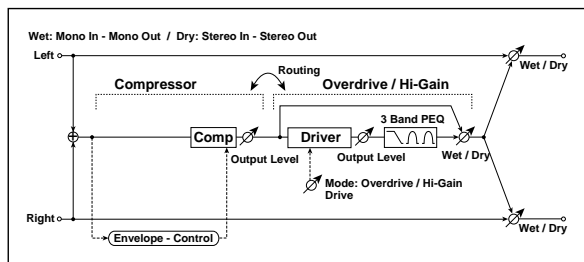 Wet: Mono In - Mono Out / Dry: Stereo In - Stereo Out
Left
Wet / Dry
Routing
Compressor
Overdrive / Hi-Gain
3 Band PEQ
Comp
Driver
Output Level
Output Level
Wet / Dry
Mode: Overdrive / Hi-Gain
Drive
Right
Wet / Dry
Envelope - Control